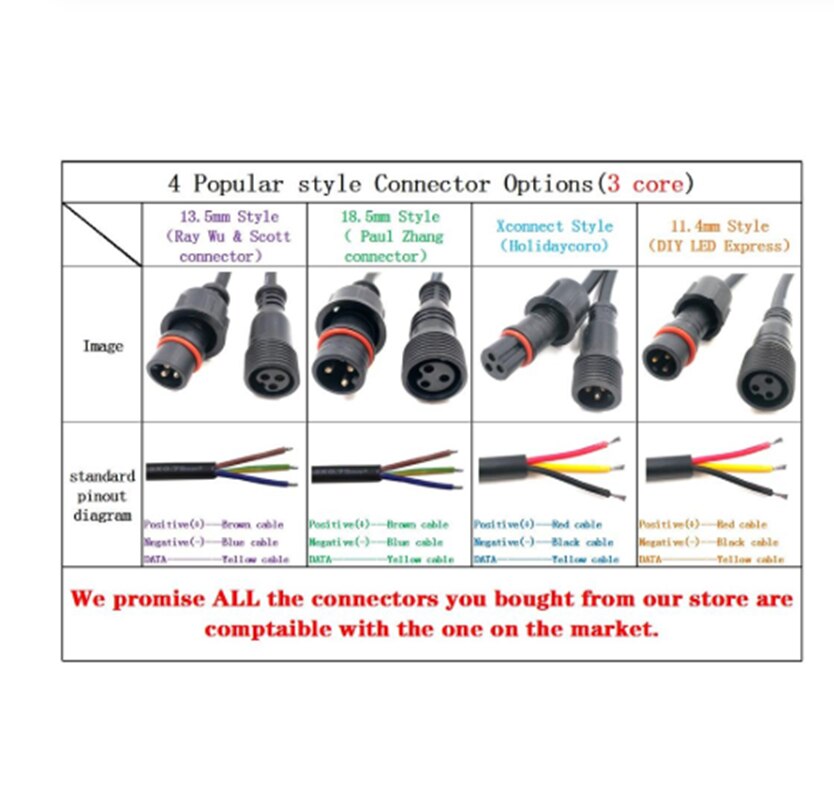 4 Popular style Connector Options(3 core)
13.5mm Style
(Ray Wu & Scott
connector)
18.5mm Style
( Paul Zhang
connector)
Xconnect Style
(Holidaycoro)
11.4mm Style
(DIY LED Express)
Image
standard
pinout
diagram
Positive(+)---Brown cable
Negative(-)---Blue cable
DATA----------Yellow cable
Positive(+)---Brown cable
Negative(-)---Blue cable
DATA----------Yellow cable
Positive(+)---Red cable
Negative(-)---Black cable
DATA----------Yellow cable
Positive(+)---Red cable
Negative(-)---Black cable
DATA----------Yellow cable
We promise ALL the connectors you bought from our store are
comptaible with the one on the market.